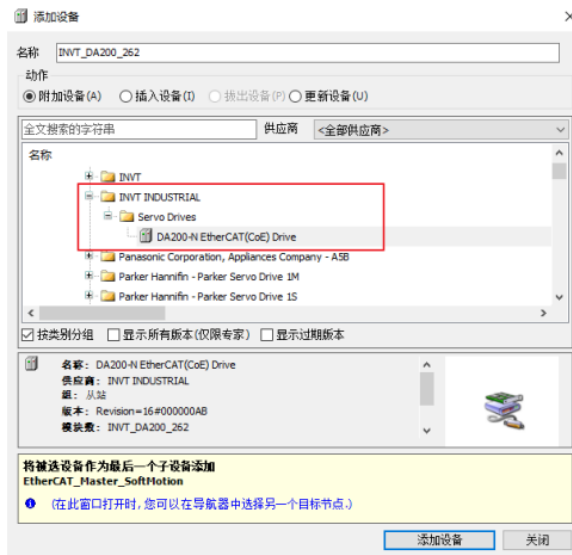 添加设备
名称 INVT_DA200_262
动作
附加设备(A) 插入设备(I) 拔出设备(P) 更新设备(U)
全文搜索的字符串 供应商 <全部供应商>
名称
INVT
INVT INDUSTRIAL
Servo Drives
DA200-N EtherCAT(CoE) Drive
Panasonic Corporation, Appliances Company - A5B
Parker Hannifin - Parker Servo Drive 1M
Parker Hannifin - Parker Servo Drive 1S
按类别分组 显示所有版本(仅限专家) 显示过期版本
名称: DA200-N EtherCAT(CoE) Drive
供应商: INVT INDUSTRIAL
组: 从站
版本: Revision=16#000000AB
模块数: INVT_DA200_262
将被选设备作为最后一个子设备添加
EtherCAT_Master_SoftMotion
(在此窗口打开时,您可以在导航器中选择另一个目标节点.)
添加设备 关闭